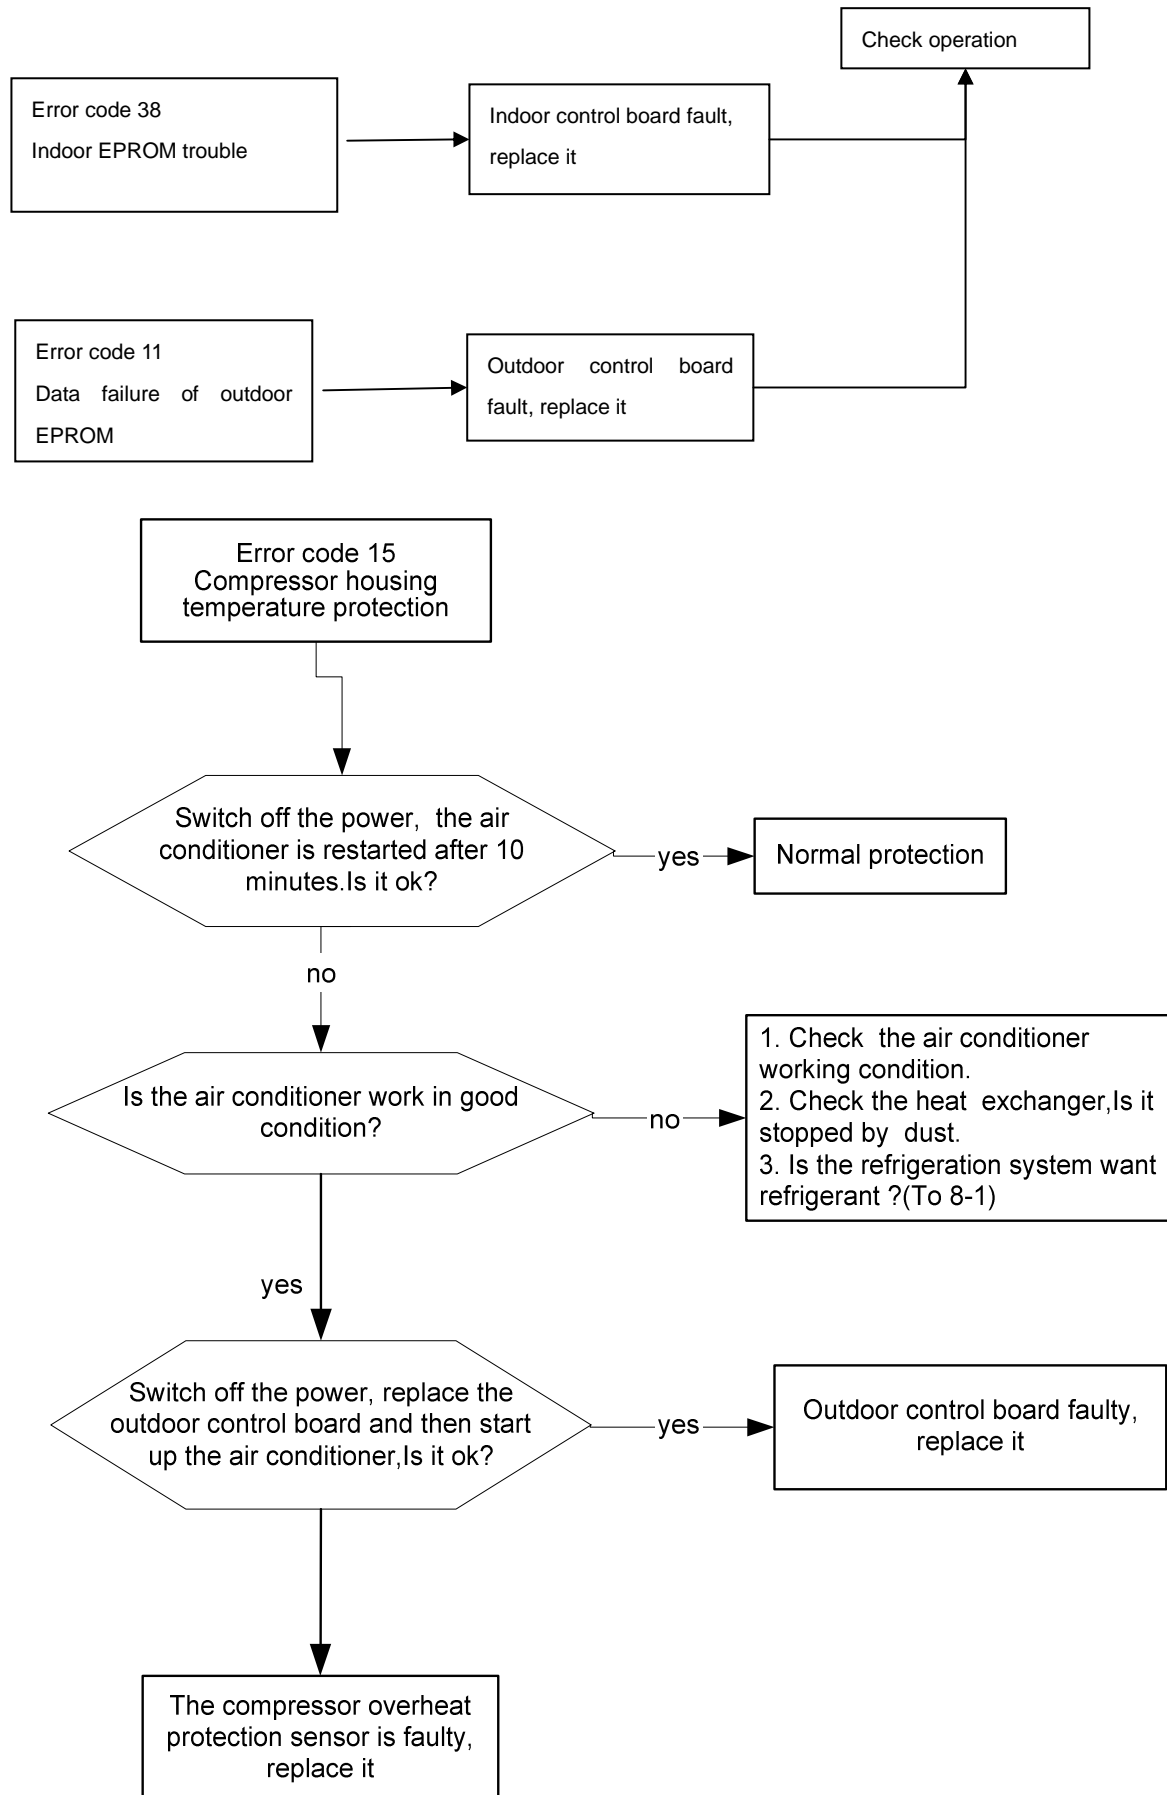 Check operation
Error code 38
Indoor EPROM trouble
Indoor control board fault,
replace it
Error code 11
Data failure of outdoor
EPROM
Outdoor control board
fault, replace it
Error code 15
Compressor housing
temperature protection
Switch off the power, the air
conditioner is restarted after 10
minutes.Is it ok?
yes
Normal protection
no
Is the air conditioner work in good
condition?
no
1. Check the air conditioner
working condition.
2. Check the heat exchanger,Is it
stopped by dust.
3. Is the refrigeration system want
refrigerant ?(To 8-1)
yes
Switch off the power, replace the
outdoor control board and then start
up the air conditioner,Is it ok?
yes
Outdoor control board faulty,
replace it
The compressor overheat
protection sensor is faulty,
replace it